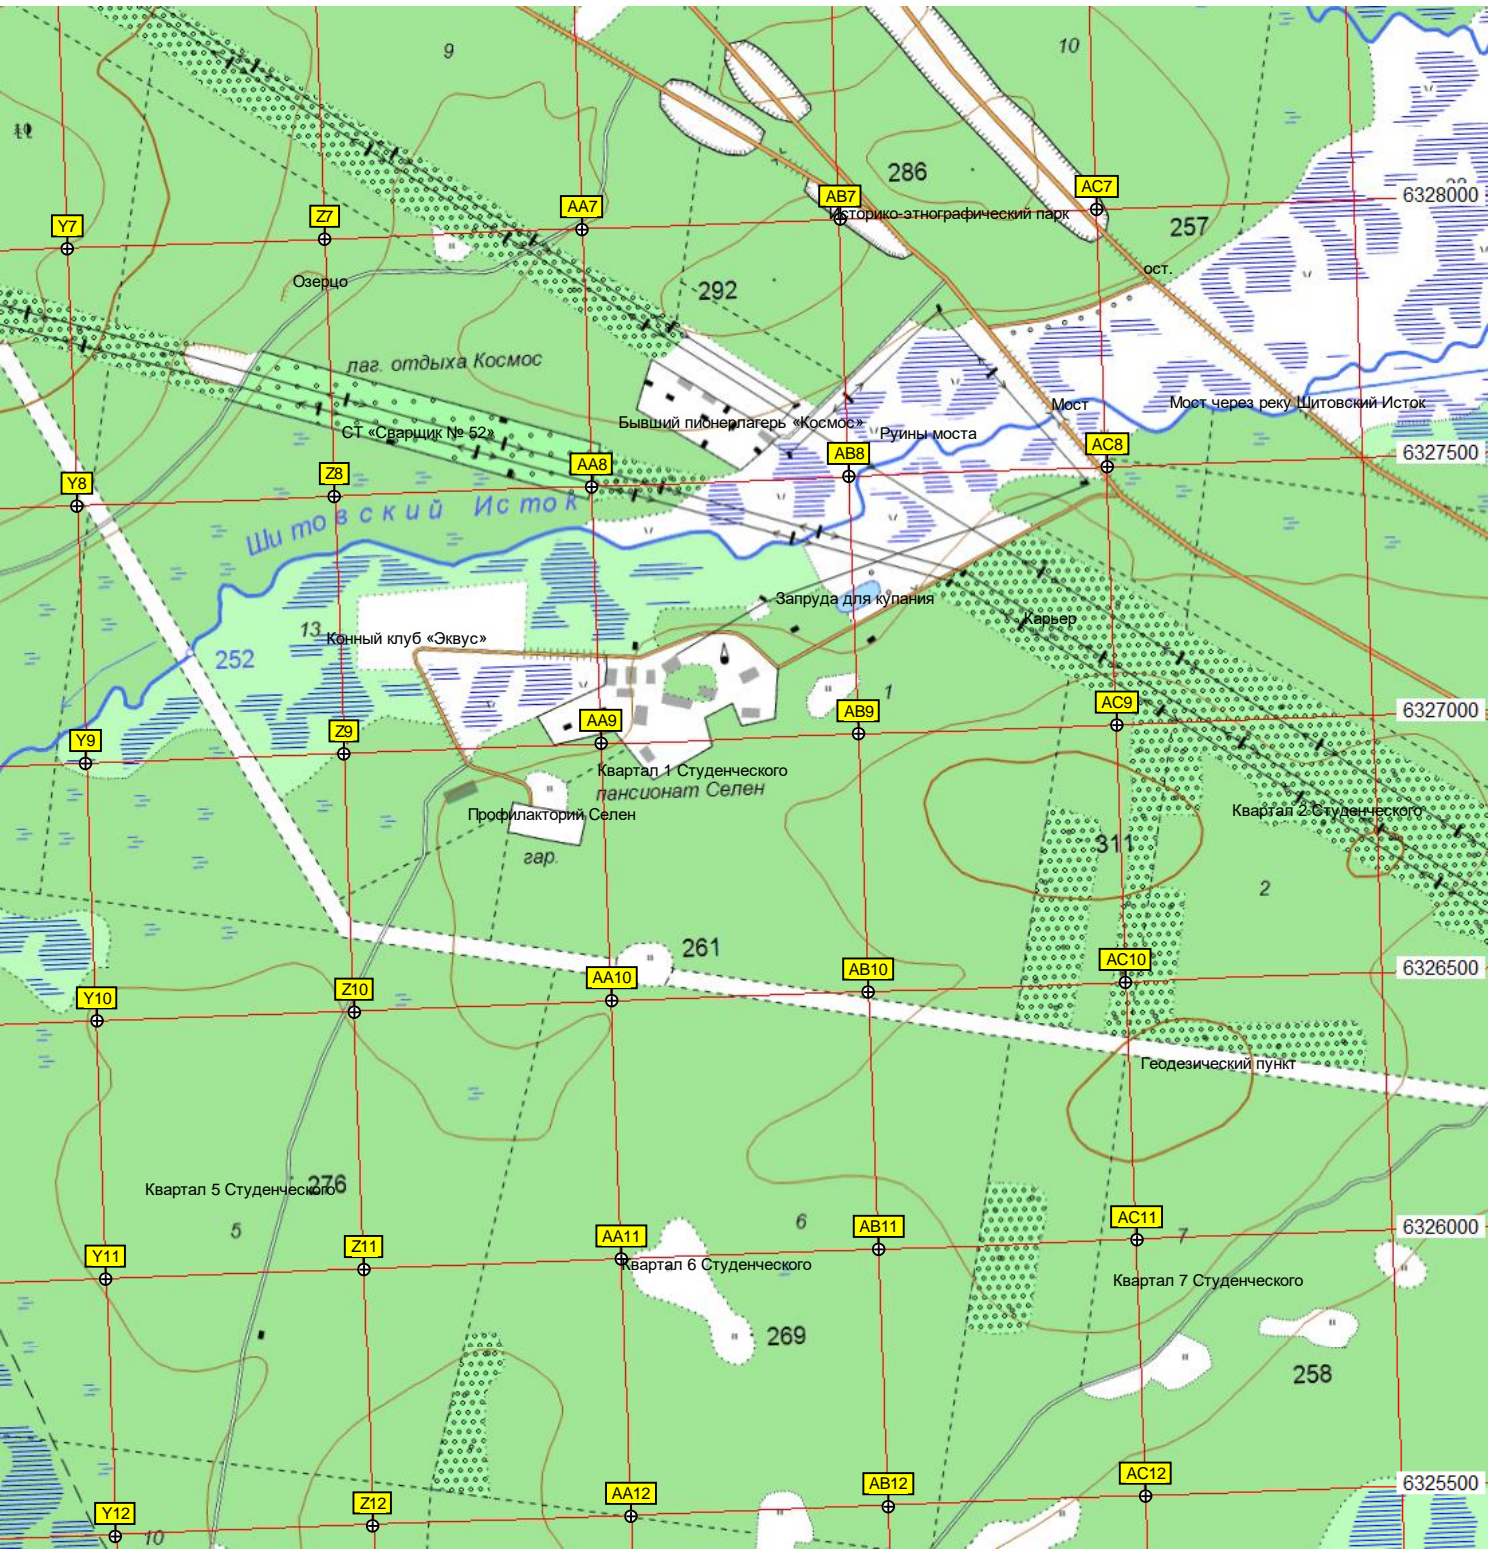 9
10
286
AC7
6328000
AA7
AB7
Историко-этнографический парк
Y7
Z7
257
ост.
Озерцо
292
лаг. отдыха Космос
Мост
Мост через реку Шитовский Исток
Бывший пионерлагерь «Космос»
СТ «Сварщик № 52»
Руины моста
AC8
6327500
AB8
AA8
Z8
Y8
Шитовский Исток
Запруда для купания
Карьер
13
Конный клуб «Эквус»
252
1
AC9
6327000
AB9
AA9
Z9
Y9
Квартал 1 Студенческого
пансионат Селен
Профилакторий Селен
Квартал 2 Студенческого
311
гар.
2
261
AC10
6326500
AB10
AA10
Z10
Y10
Геодезический пункт
276
Квартал 5 Студенческого
5
6
7
AC11
6326000
AB11
AA11
Z11
Y11
Квартал 6 Студенческого
Квартал 7 Студенческого
269
258
AC12
6325500
AB12
AA12
Z12
Y12
10